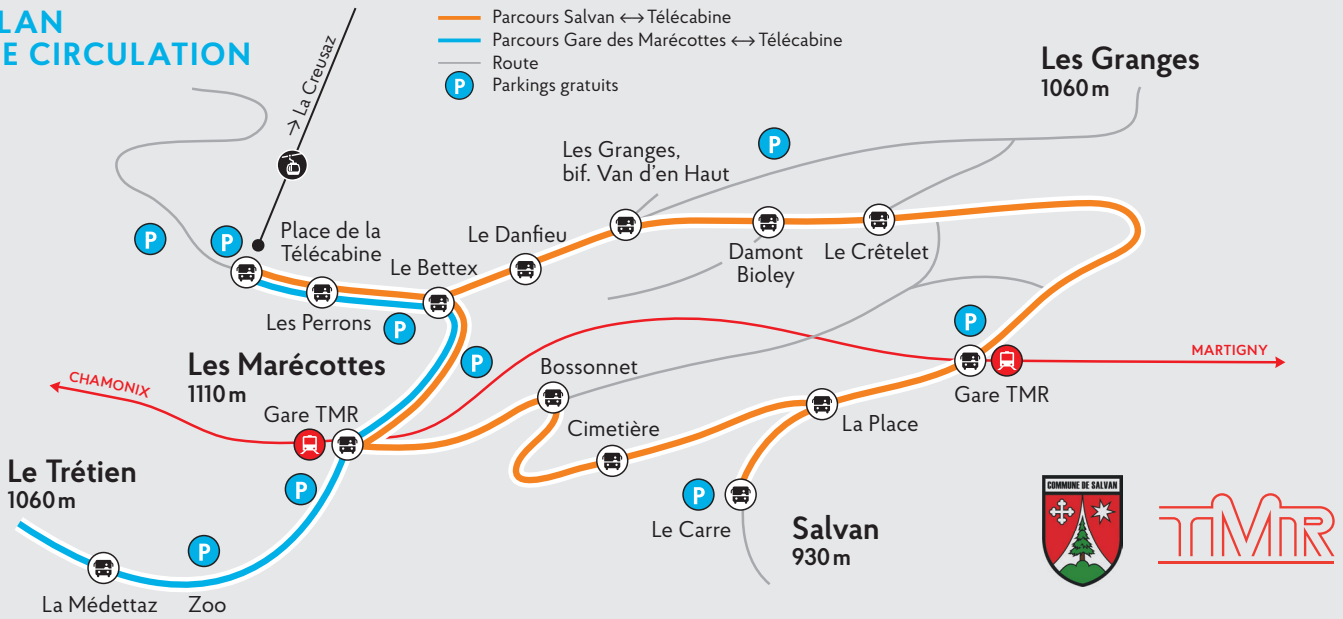 LAN
E CIRCULATION
Parcours Salvan ↔ Télécabine
Parcours Gare des Marécottes ↔ Télécabine
Route
P Parkings gratuits
→ La Creusaz
Les Granges
1060 m
P
Les Granges,
bif. Van d'en Haut
P
P
Place de la
Télécabine
Le Danfieu
Damont
Bioley
Le Crêtelet
Le Bettex
Les Perrons
P
P
P
Les Marécottes
1110 m
MARTIGNY
CHAMONIX
Bossonnet
Gare TMR
Gare TMR
La Place
Cimetière
Le Trétien
1060 m
P
P
Le Carre
Salvan
930 m
COMMUNE DE SALVAN
TMR
P
La Médettaz
Zoo